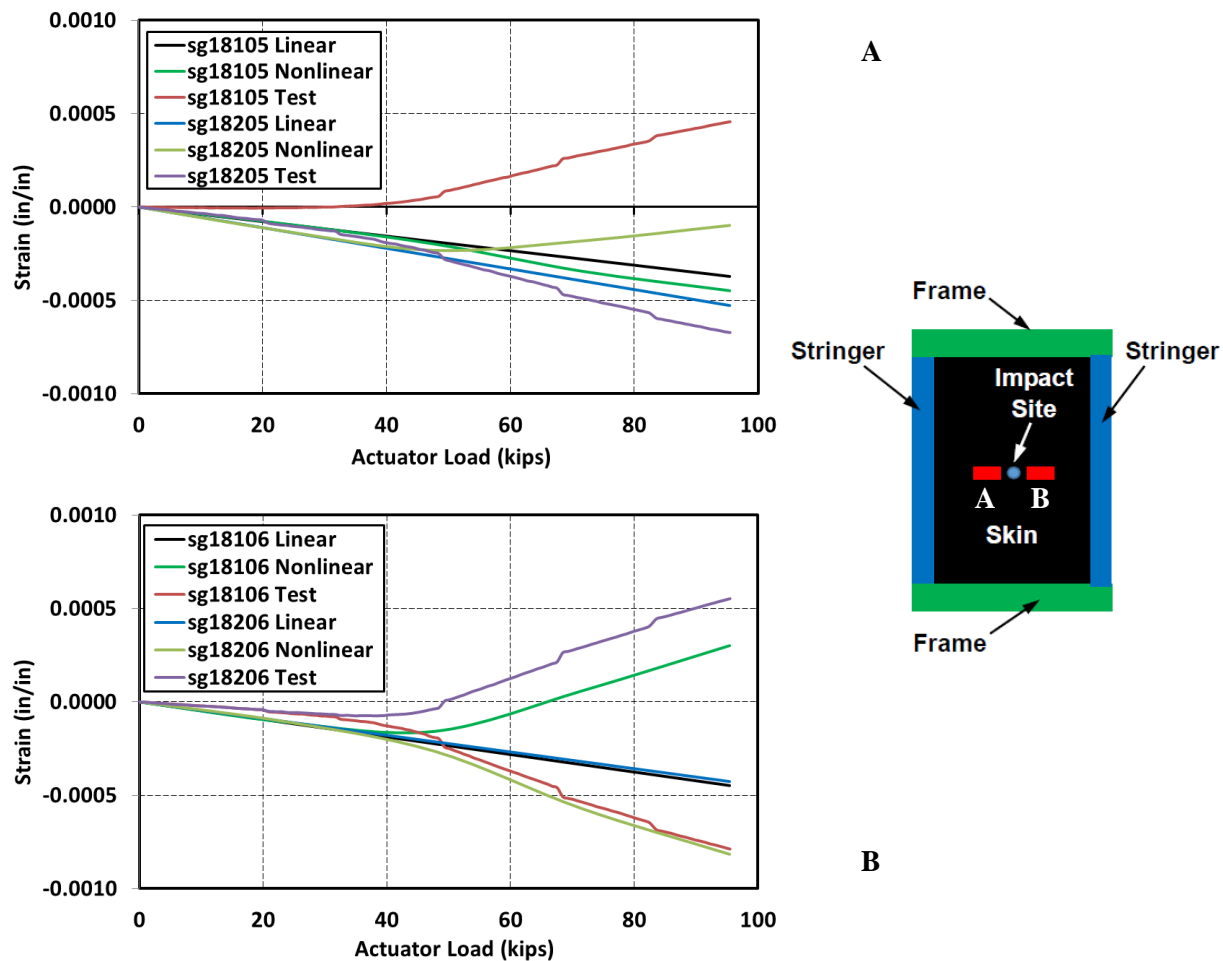 0.0010
0.0005
0.0000
-0.0005
-0.0010
Strain (in/in)
sg18105 Linear
sg18105 Nonlinear
sg18105 Test
sg18205 Linear
sg18205 Nonlinear
sg18205 Test
0 20 40 60 80 100
Actuator Load (kips)
A
0.0010
0.0005
0.0000
-0.0005
-0.0010
Strain (in/in)
sg18106 Linear
sg18106 Nonlinear
sg18106 Test
sg18206 Linear
sg18206 Nonlinear
sg18206 Test
0 20 40 60 80 100
Actuator Load (kips)
B
Frame
Stringer
Stringer
Impact
Site
A B
Skin
Frame